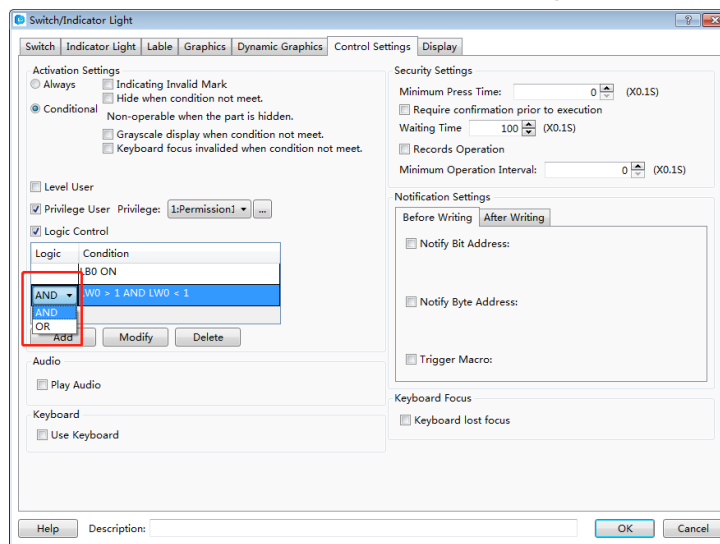 Switch/Indicator Light
Switch Indicator Light Lable Graphics Dynamic Graphics Control Settings Display
Activation Settings
Always
Indicating Invalid Mark
Hide when condition not meet.
Conditional
Non-operable when the part is hidden.
Grayscale display when condition not meet.
Keyboard focus invalided when condition not meet.
Level User
Privilege User Privilege: 1:Permission1 ...
Logic Control
Logic Condition
LB0 ON
AND LW0 > 1 AND LW0 < 1
AND
OR
Add Modify Delete
Audio
Play Audio
Keyboard
Use Keyboard
Security Settings
Minimum Press Time: 0 (X0.1S)
Require confirmation prior to execution
Waiting Time 100 (X0.1S)
Records Operation
Minimum Operation Interval: 0 (X0.1S)
Notification Settings
Before Writing After Writing
Notify Bit Address:
Notify Byte Address:
Trigger Macro:
Keyboard Focus
Keyboard lost focus
Help Description: OK Cancel